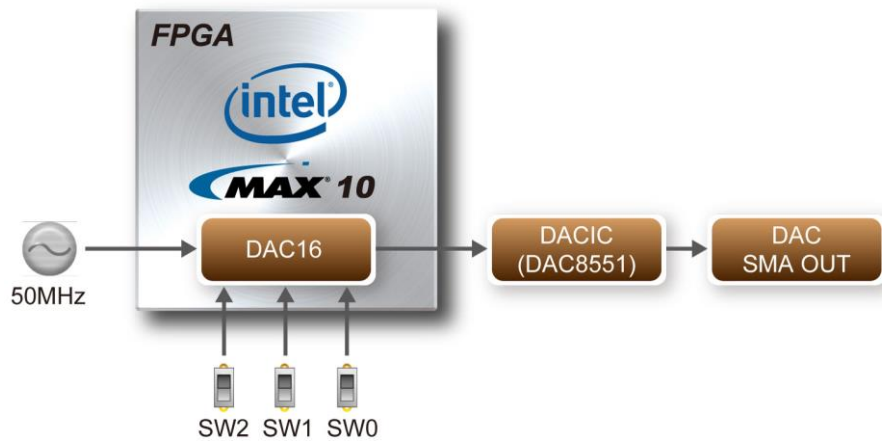 FPGA
intel
MAX® 10
50MHz
DAC16
DACIC
(DAC8551)
DAC
SMA OUT
SW2 SW1 SW0